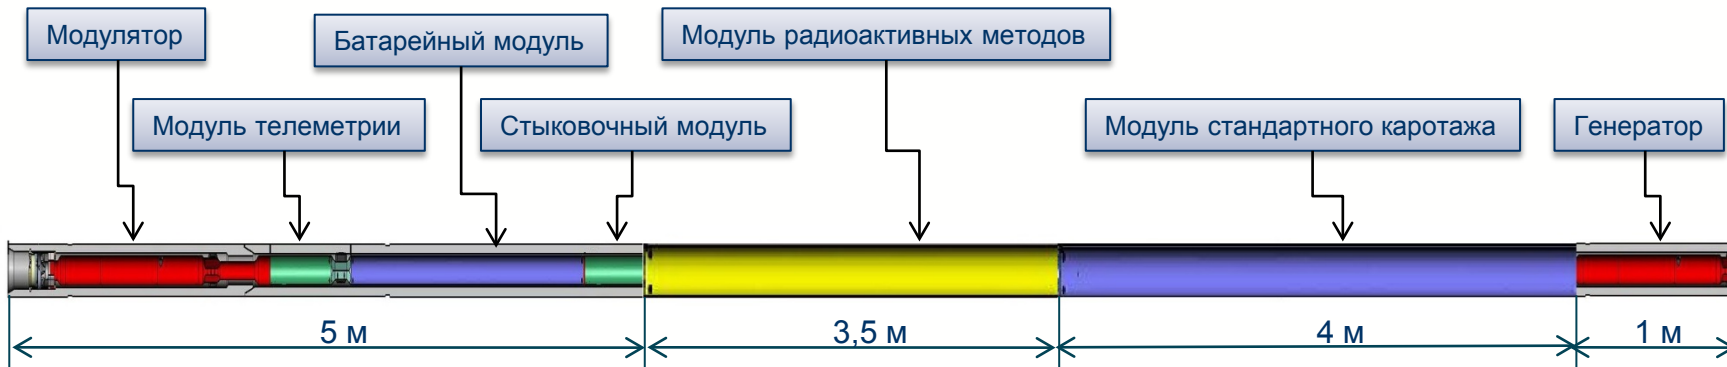 Модулятор
Батарейный модуль
Модуль радиоактивных методов
Модуль телеметрии
Стыковочный модуль
Модуль стандартного каротажа
Генератор
5 м
3,5 м
4 м
1 м